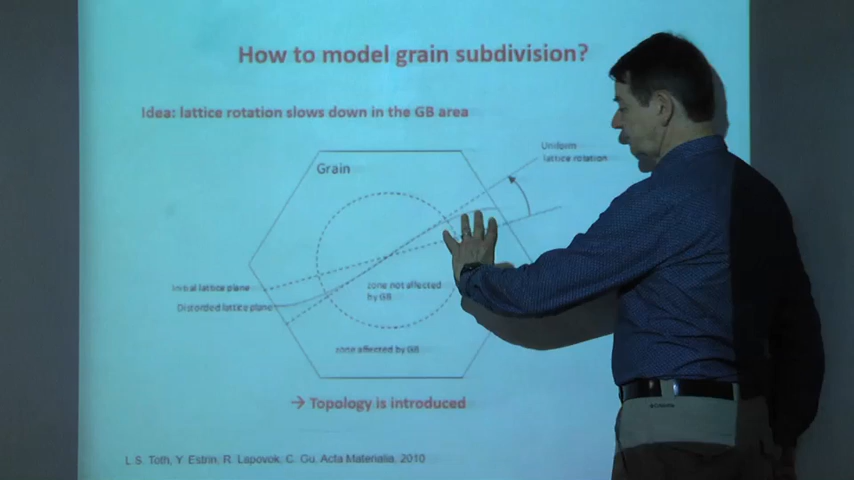 How to model grain subdivision?
Idea: lattice rotation slows down in the GB area
Uniform
lattice rotation
Grain
Initial lattice plane
Distorded lattice plane
zone not affected
by GB
zone affected by GB
→ Topology is introduced
L.S. Toth, Y. Estrin, R. Lapovok, C. Gu, Acta Materialia, 2010